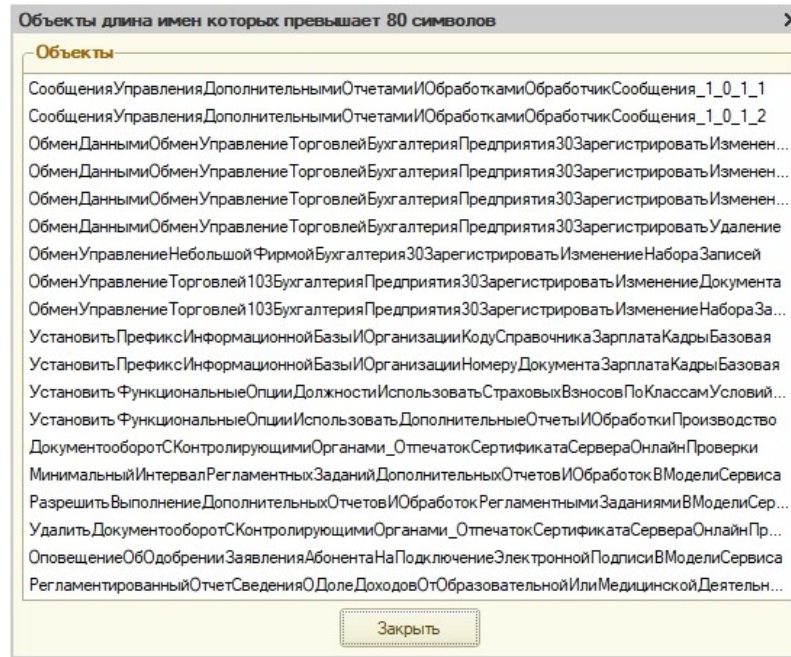 Объекты длина имен которых превышает 80 символов
Объекты
СообщенияУправленияДополнительнымиОтчетамиИОбработкамиОбработчикСообщения_1_0_1_1
СообщенияУправленияДополнительнымиОтчетамиИОбработкамиОбработчикСообщения_1_0_1_2
ОбменДаннымиОбменУправлениеТорговлейБухгалтерияПредприятия30ЗарегистрироватьИзменен...
ОбменДаннымиОбменУправлениеТорговлейБухгалтерияПредприятия30ЗарегистрироватьИзменен...
ОбменДаннымиОбменУправлениеТорговлейБухгалтерияПредприятия30ЗарегистрироватьИзменен...
ОбменДаннымиОбменУправлениеТорговлейБухгалтерияПредприятия30ЗарегистрироватьУдаление
ОбменУправлениеНебольшойФирмойБухгалтерия30ЗарегистрироватьИзменениеНабораЗаписей
ОбменУправлениеТорговлей103БухгалтерияПредприятия30ЗарегистрироватьИзменениеДокумента
ОбменУправлениеТорговлей103БухгалтерияПредприятия30ЗарегистрироватьИзменениеНабораЗа...
УстановитьПрефиксИнформационнойБазыИОрганизацииКодуСправочникаЗарплатаКадрыБазовая
УстановитьПрефиксИнформационнойБазыИОрганизацииНомеруДокументаЗарплатаКадрыБазовая
УстановитьФункциональныеОпцииДолжностиИспользоватьСтраховыхВзносовПоКлассамУсловий...
УстановитьФункциональныеОпцииИспользоватьДополнительныеОтчетыИОбработкиПроизводство
ДокументооборотСКонтролирующимиОрганами_ОтпечатокСертификатаСервераОнлайнПроверки
МинимальныйИнтервалРегламентныхЗаданийДополнительныхОтчетовИОбработокВМоделиСервиса
РазрешитьВыполнениеДополнительныхОтчетовИОбработокРегламентнымиЗаданиямиВМоделиСер...
УдалитьДокументооборотСКонтролирующимиОрганами_ОтпечатокСертификатаСервераОнлайнПр...
ОповещениеОбОдобренииЗаявленияАбонентаНаПодключениеЭлектроннойПодписиВМоделиСервиса
РегламентированныйОтчетСведенияОДолеДоходовОтОбразовательнойИлиМедицинскойДеятельн...
Закрыть